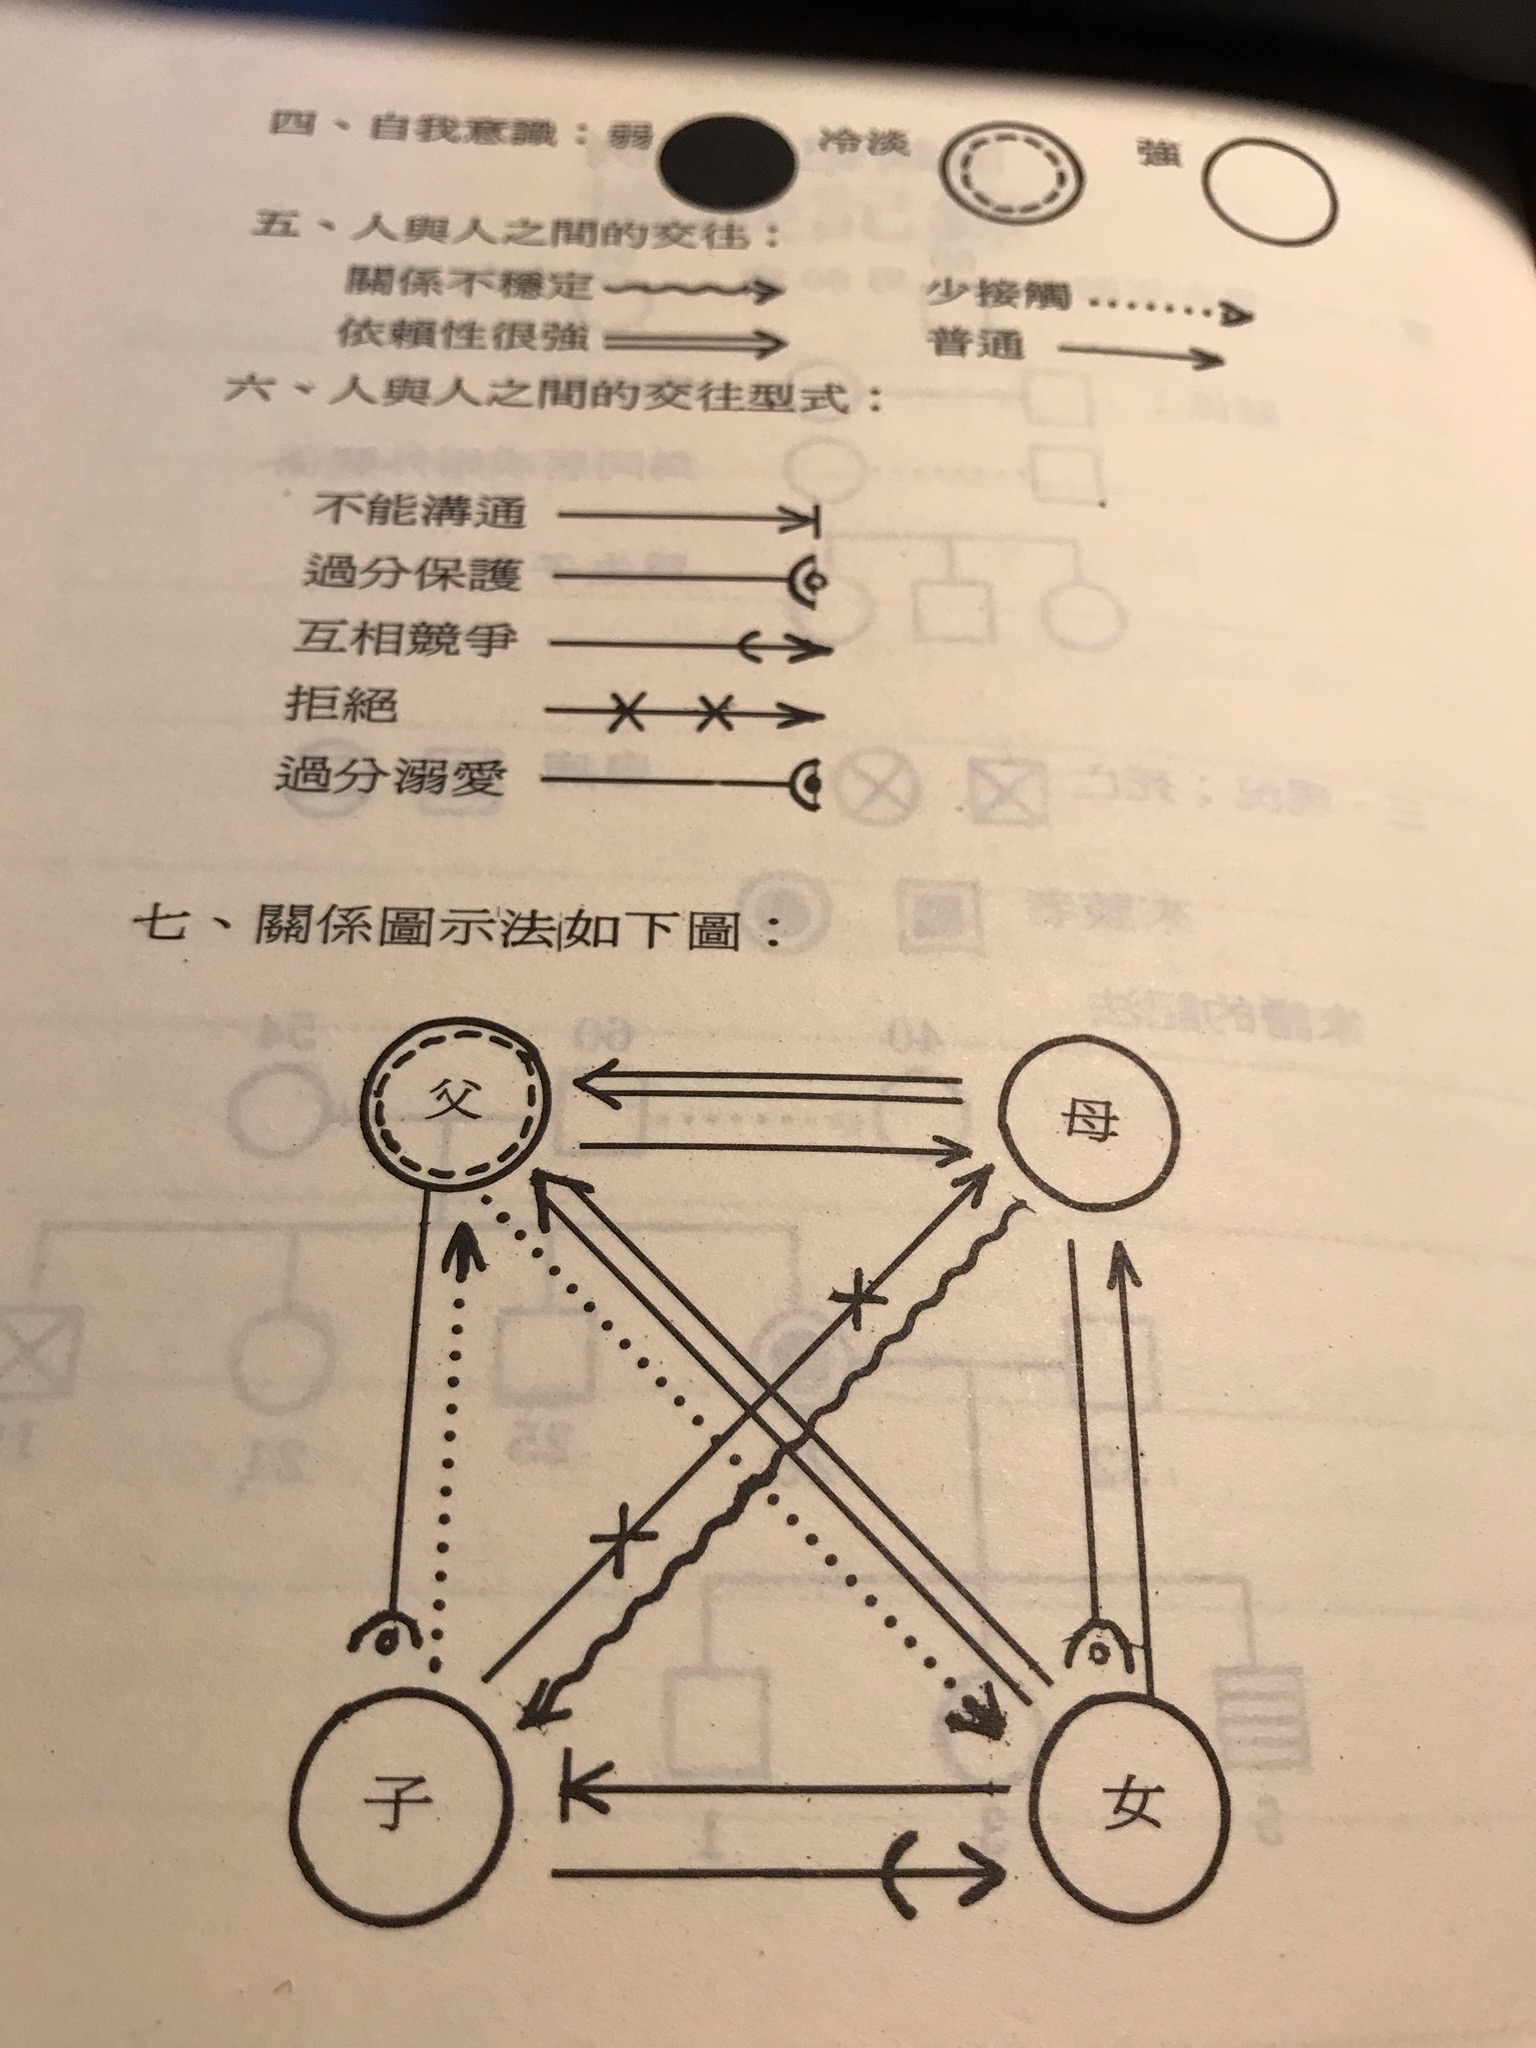 四、自我意識：弱 冷淡 強
五、人與人之間的交往：
關係不穩定 少接觸
依賴性很強 普通
六、人與人之間的交往型式：
不能溝通
過分保護
互相競爭
拒絕
過分溺愛
七、關係圖示法如下圖：
父 母
子 女